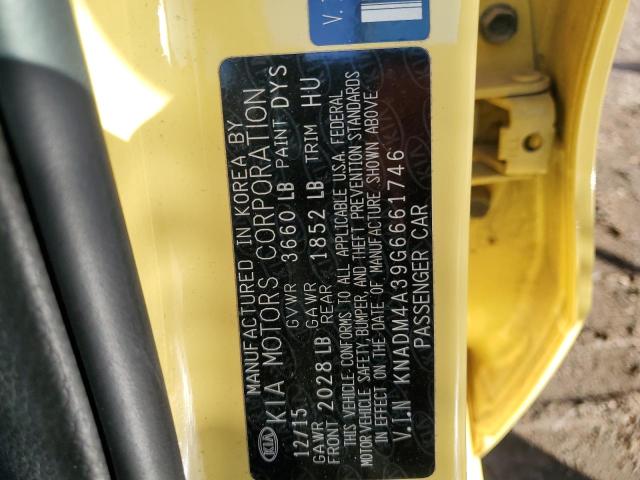 V.
KIA
MANUFACTURED IN KOREA BY
KIA MOTORS CORPORATION
12/15 GVWR 3660 LB PAINT DYS
GAWR FRONT 2028 LB GAWR REAR 1852 LB TRIM HU
THIS VEHICLE CONFORMS TO ALL APPLICABLE U.S.A. FEDERAL
MOTOR VEHICLE SAFETY, BUMPER, AND THEFT PREVENTION STANDARDS
IN EFFECT ON THE DATE OF MANUFACTURE SHOWN ABOVE.
V.I.N KNADM4A39G6661746
PASSENGER CAR